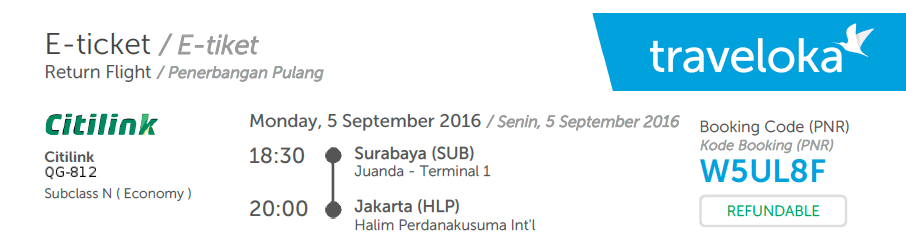 E-ticket / E-tiket
Return Flight / Penerbangan Pulang
traveloka
Citilink
Citilink
QG-812
Subclass N ( Economy )
Monday, 5 September 2016 / Senin, 5 September 2016
18:30 Surabaya (SUB)
Juanda - Terminal 1
20:00 Jakarta (HLP)
Halim Perdanakusuma Int'l
Booking Code (PNR)
Kode Booking (PNR)
W5UL8F
REFUNDABLE